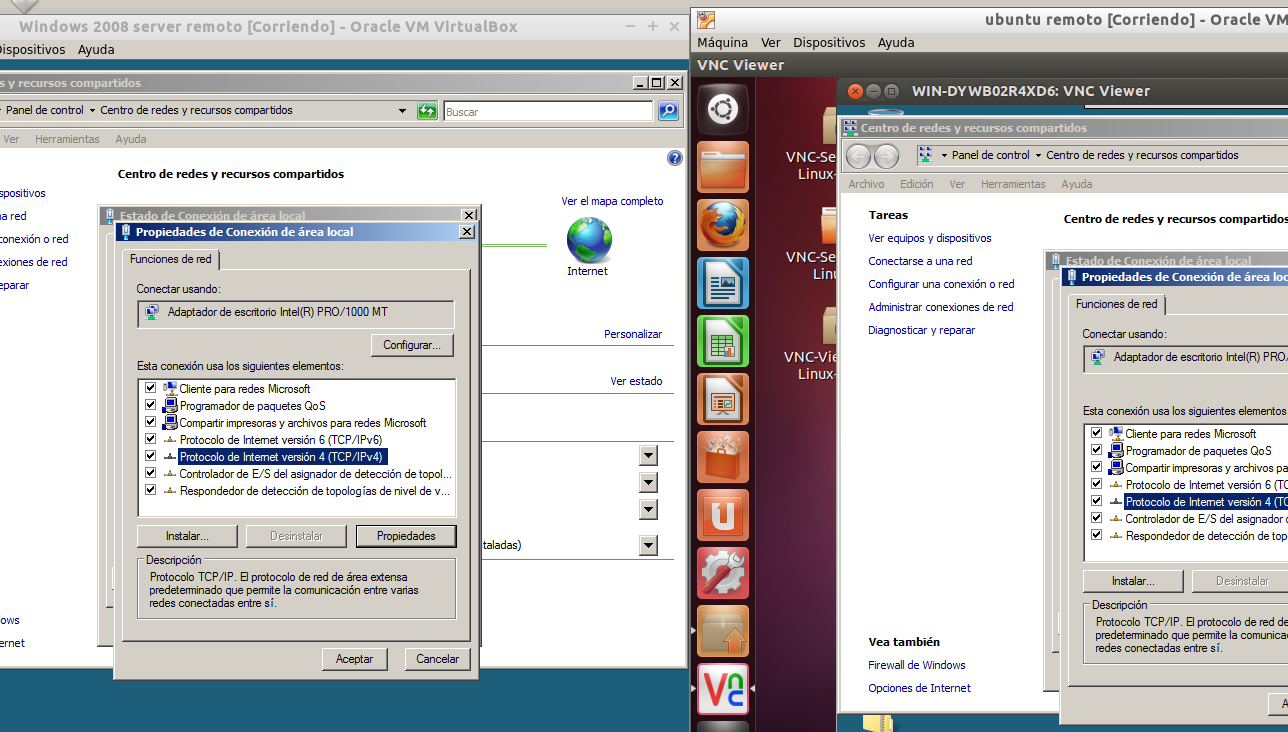 Windows 2008 server remoto [Corriendo] - Oracle VM VirtualBox
Dispositivos Ayuda
s y recursos compartidos
Panel de control Centro de redes y recursos compartidos
Buscar
Ver Herramientas Ayuda
Centro de redes y recursos compartidos
spositivos
a red
conexión o red
exiones de red
eparar
Ver el mapa completo
Internet
Personalizar
Ver estado
taladas)
ows
ernet
Estado de Conexión de área local
Propiedades de Conexión de área local
Funciones de red
Conectar usando:
Adaptador de escritorio Intel(R) PRO/1000 MT
Configurar...
Esta conexión usa los siguientes elementos:
Cliente para redes Microsoft
Programador de paquetes QoS
Compartir impresoras y archivos para redes Microsoft
Protocolo de Internet versión 6 (TCP/IPv6)
Protocolo de Internet versión 4 (TCP/IPv4)
Controlador de E/S del asignador de detección de topol...
Respondedor de detección de topologías de nivel de v...
Instalar...
Desinstalar
Propiedades
Descripción
Protocolo TCP/IP. El protocolo de red de área extensa
predeterminado que permite la comunicación entre varias
redes conectadas entre sí.
Aceptar
Cancelar
ubuntu remoto [Corriendo] - Oracle VM
Máquina Ver Dispositivos Ayuda
VNC Viewer
VNC-Se
Linux-
VNC-Se
Linu
VNC-Vie
Linux-
WIN-DYWB02R4XD6: VNC Viewer
Centro de redes y recursos compartidos
Panel de control Centro de redes y recursos compartidos
Archivo Edición Ver Herramientas Ayuda
Tareas
Ver equipos y dispositivos
Conectarse a una red
Configurar una conexión o red
Administrar conexiones de red
Diagnosticar y reparar
Centro de redes y recursos compartidos
Vea también
Firewall de Windows
Opciones de Internet
Estado de Conexión de área local
Propiedades de Conexión de área loc
Funciones de red
Conectar usando:
Adaptador de escritorio Intel(R) PRO/
Esta conexión usa los siguientes elementos
Cliente para redes Microsoft
Programador de paquetes QoS
Compartir impresoras y archivos pa
Protocolo de Internet versión 6 (TC
Protocolo de Internet versión 4 (TC
Controlador de E/S del asignador d
Respondedor de detección de top
Instalar...
Desinstalar
Descripción
Protocolo TCP/IP. El protocolo de red de
predeterminado que permite la comunica
redes conectadas entre sí.
A